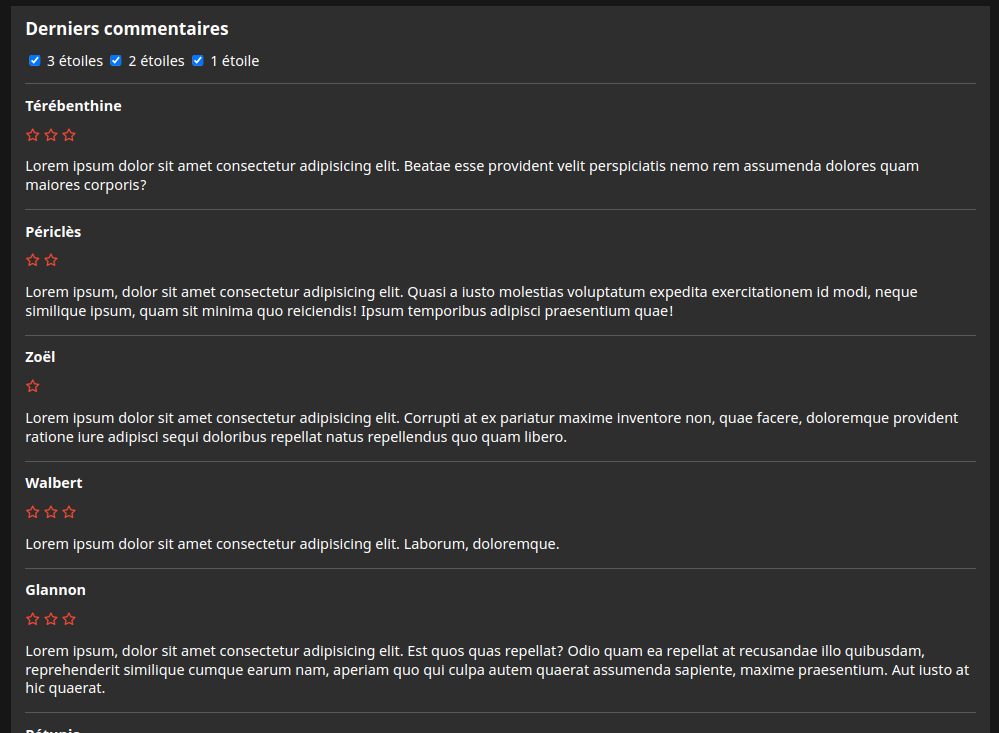 Derniers commentaires
3 étoiles 2 étoiles 1 étoile
Térébenthine
Lorem ipsum dolor sit amet consectetur adipisicing elit. Beatae esse provident velit perspiciatis nemo rem assumenda dolores quam
maiores corporis?
Périclès
Lorem ipsum, dolor sit amet consectetur adipisicing elit. Quasi a iusto molestias voluptatum expedita exercitationem id modi, neque
similique ipsum, quam sit minima quo reiciendis! Ipsum temporibus adipisci praesentium quae!
Zoël
Lorem ipsum dolor sit amet consectetur adipisicing elit. Corrupti at ex pariatur maxime inventore non, quae facere, doloremque provident
ratione iure adipisci sequi doloribus repellat natus repellendus quo quam libero.
Walbert
Lorem ipsum dolor sit amet consectetur adipisicing elit. Laborum, doloremque.
Glannon
Lorem ipsum, dolor sit amet consectetur adipisicing elit. Est quos quas repellat? Odio quam ea repellat at recusandae illo quibusdam,
reprehenderit similique cumque earum nam, aperiam quo qui culpa autem quaerat assumenda sapiente, maxime praesentium. Aut iusto at
hic quaerat.